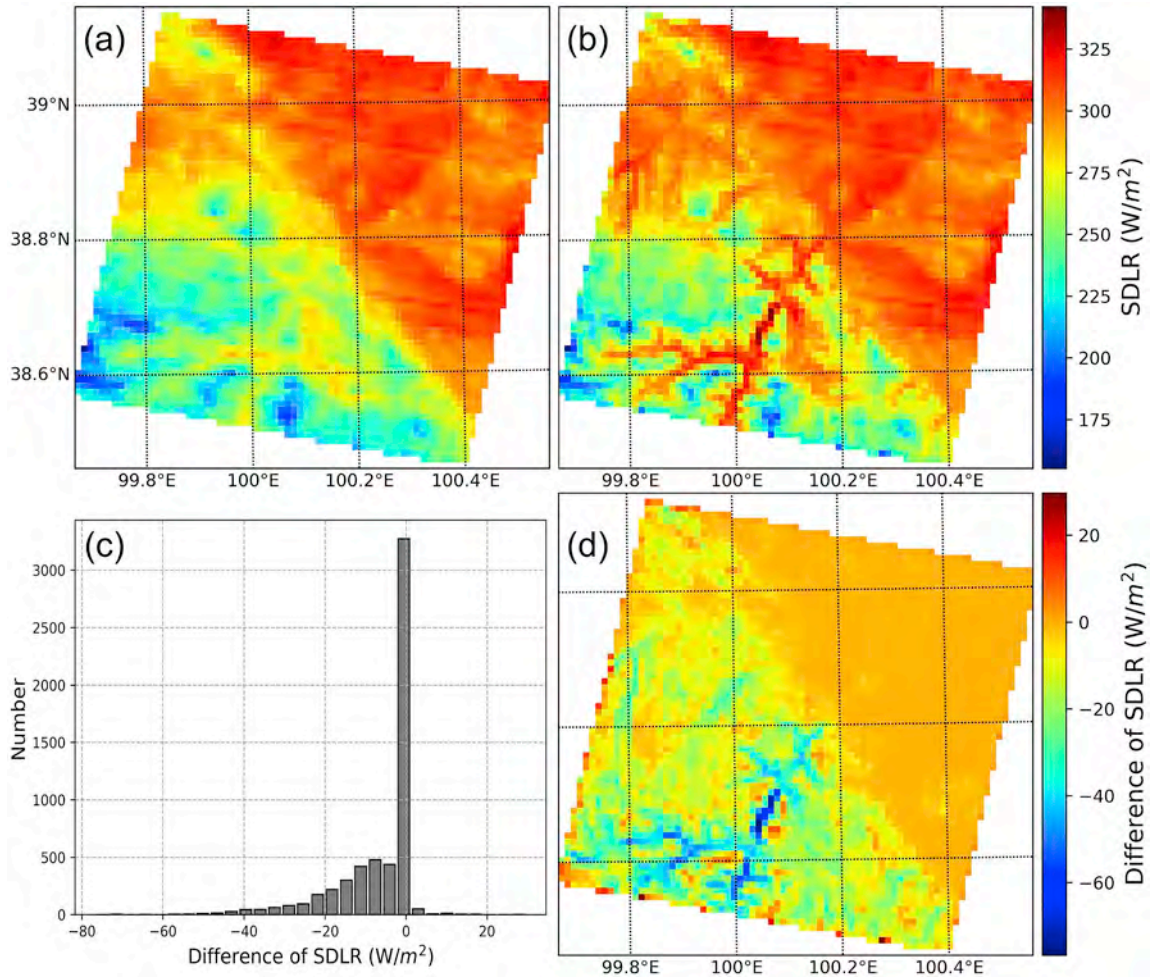 (a)
(b)
39°N
38.8°N
38.6°N
99.8°E
100°E
100.2°E
100.4°E
99.8°E
100°E
100.2°E
100.4°E
325
300
275
250
225
200
175
SDLR (W/m²)
(c)
(d)
3000
2500
2000
1500
1000
500
0
Number
−80
−60
−40
−20
0
20
Difference of SDLR (W/m²)
99.8°E
100°E
100.2°E
100.4°E
20
0
−20
−40
−60
Difference of SDLR (W/m²)